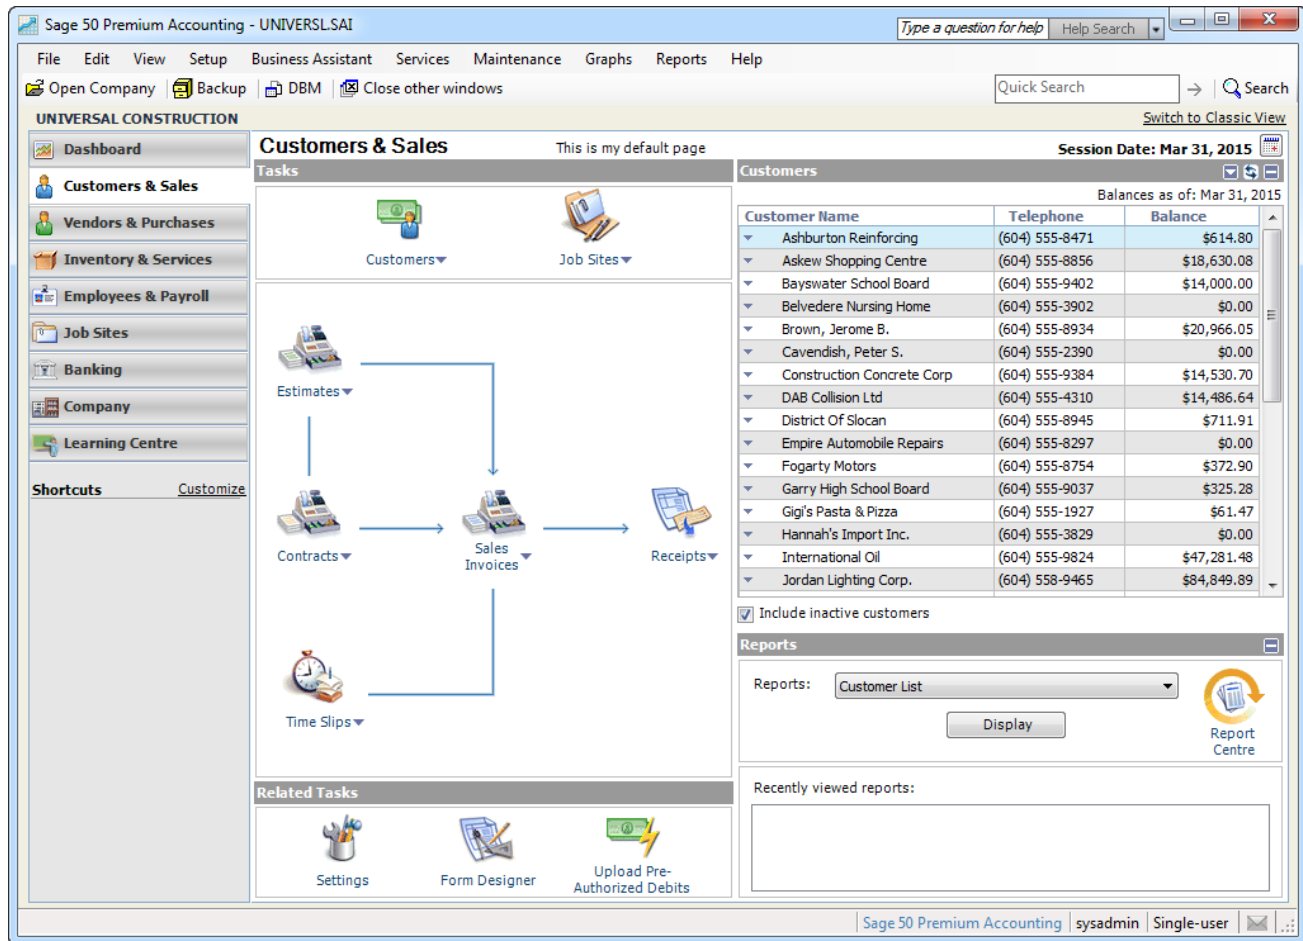 Sage 50 Premium Accounting - UNIVERSL.SAI
Type a question for help Help Search
File Edit View Setup Business Assistant Services Maintenance Graphs Reports Help
Open Company Backup DBM Close other windows Quick Search Search
UNIVERSAL CONSTRUCTION Switch to Classic View
Dashboard
Customers & Sales
Vendors & Purchases
Inventory & Services
Employees & Payroll
Job Sites
Banking
Company
Learning Centre
Shortcuts Customize
Customers & Sales This is my default page Session Date: Mar 31, 2015
Tasks
Customers
Job Sites
Estimates
Contracts
Sales
Invoices
Receipts
Time Slips
Related Tasks
Settings
Form Designer
Upload Pre-
Authorized Debits
Customers
Balances as of: Mar 31, 2015
Customer Name Telephone Balance
Ashburton Reinforcing (604) 555-8471 $614.80
Askew Shopping Centre (604) 555-8856 $18,630.08
Bayswater School Board (604) 555-9402 $14,000.00
Belvedere Nursing Home (604) 555-3902 $0.00
Brown, Jerome B. (604) 555-8934 $20,966.05
Cavendish, Peter S. (604) 555-2390 $0.00
Construction Concrete Corp (604) 555-9384 $14,530.70
DAB Collision Ltd (604) 555-4310 $14,486.64
District Of Slocan (604) 555-8945 $711.91
Empire Automobile Repairs (604) 555-8297 $0.00
Fogarty Motors (604) 555-8754 $372.90
Garry High School Board (604) 555-9037 $325.28
Gigi's Pasta & Pizza (604) 555-1927 $61.47
Hannah's Import Inc. (604) 555-3829 $0.00
International Oil (604) 555-9824 $47,281.48
Jordan Lighting Corp. (604) 558-9465 $84,849.89
Include inactive customers
Reports
Reports: Customer List
Display
Report
Centre
Recently viewed reports:
Sage 50 Premium Accounting sysadmin Single-user